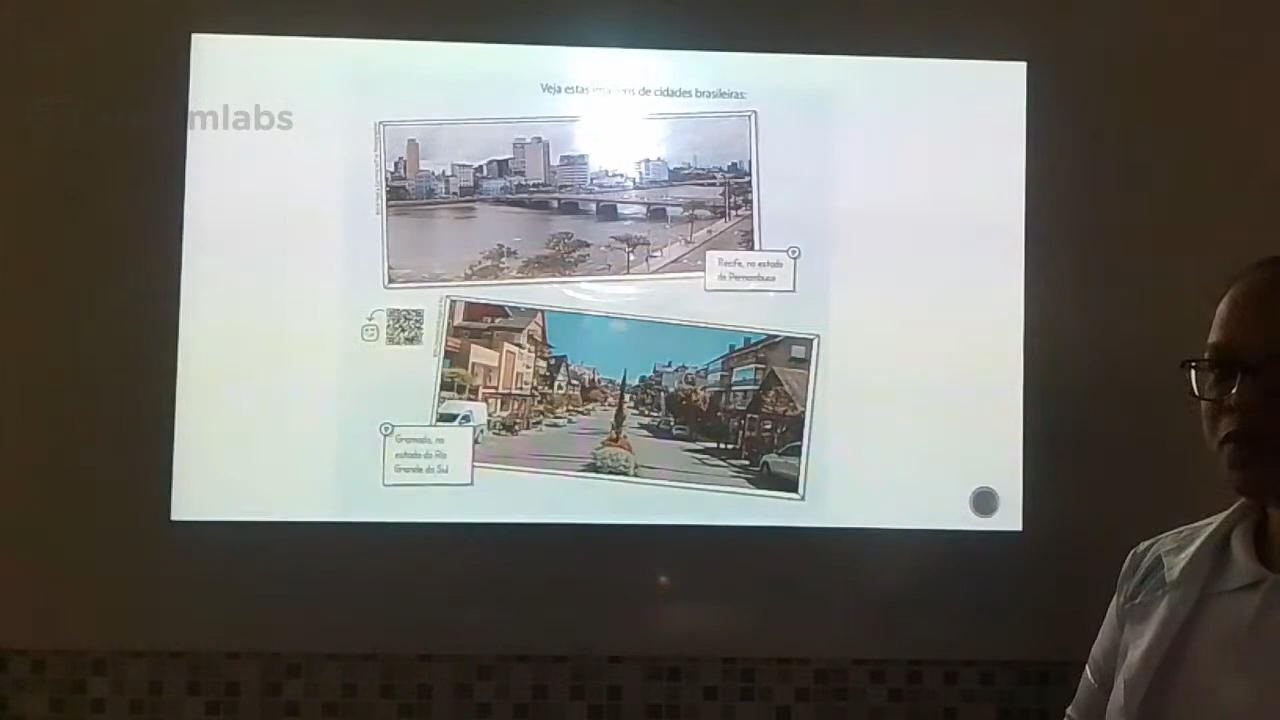 Veja estas imagens de cidades brasileiras:
mlabs
Recife, no estado
de Pernambuco
Gramado, no
estado do Rio
Grande do Sul